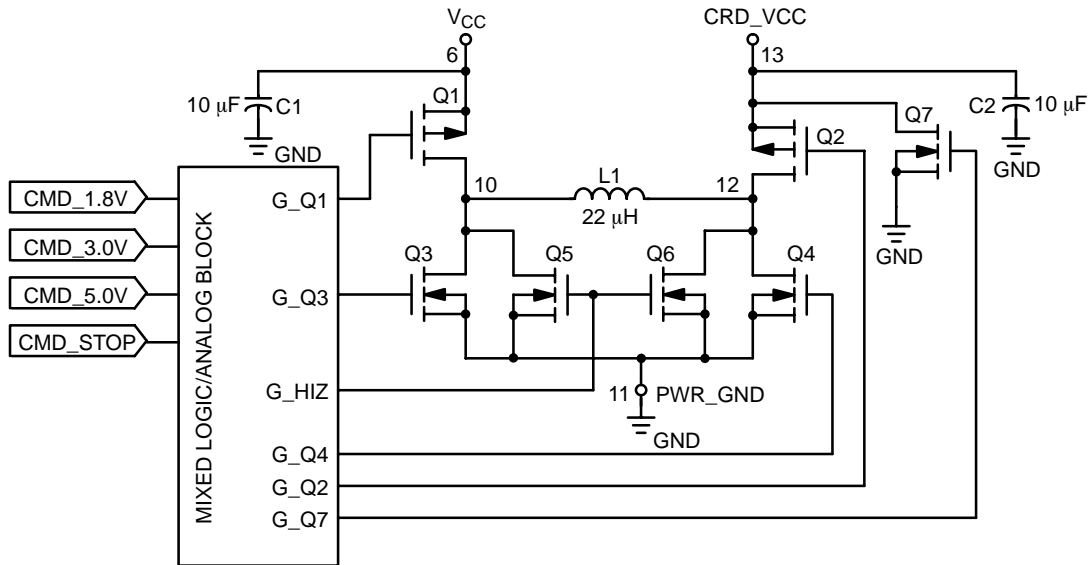 VCC
CRD_VCC
6
13
Q1
Q7
10 μF
C1
C2
10 μF
Q2
GND
GND
CMD_1.8V
G_Q1
10
L1
12
22 μH
CMD_3.0V
GND
Q3
Q5
Q6
Q4
CMD_5.0V
G_Q3
CMD_STOP
MIXED LOGIC/ANALOG BLOCK
G_HIZ
11
PWR_GND
GND
G_Q4
G_Q2
G_Q7